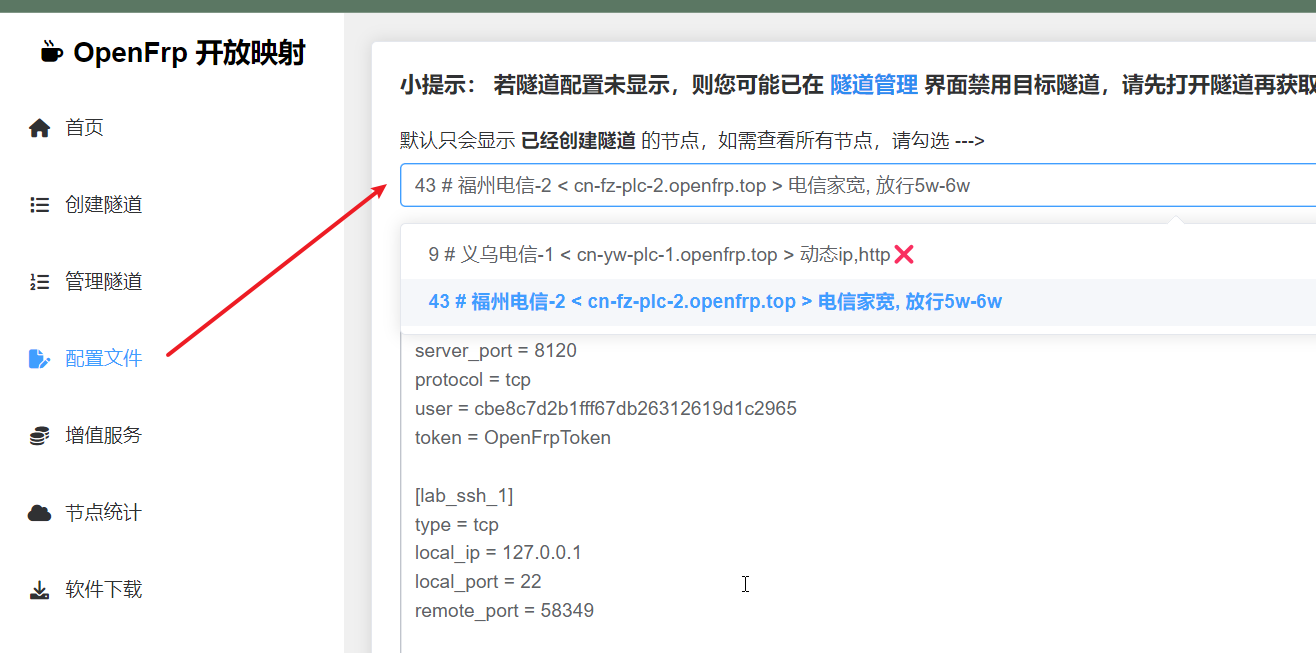 OpenFrp 开放映射
首页
创建隧道
管理隧道
配置文件
增值服务
节点统计
软件下载
小提示： 若隧道配置未显示，则您可能已在 隧道管理 界面禁用目标隧道，请先打开隧道再获取
默认只会显示 已经创建隧道 的节点，如需查看所有节点，请勾选 --->
43 # 福州电信-2 < cn-fz-plc-2.openfrp.top > 电信家宽, 放行5w-6w
9 # 义乌电信-1 < cn-yw-plc-1.openfrp.top > 动态ip,http❌
43 # 福州电信-2 < cn-fz-plc-2.openfrp.top > 电信家宽, 放行5w-6w
server_port = 8120
protocol = tcp
user = cbe8c7d2b1fff67db26312619d1c2965
token = OpenFrpToken
[lab_ssh_1]
type = tcp
local_ip = 127.0.0.1
local_port = 22
remote_port = 58349